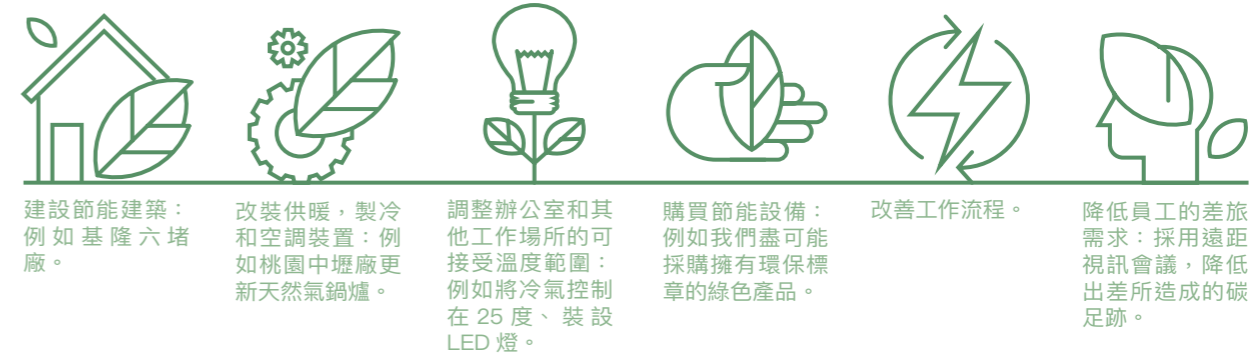 建設節能建築：
例如基隆六堵
廠。
改裝供暖，製冷
和空調裝置：例
如桃園中壢廠更
新天然氣鍋爐。
調整辦公室和其
他工作場所的可
接受溫度範圍：
例如將冷氣控制
在 25 度、裝設
LED 燈。
購買節能設備：
例如我們盡可能
採購擁有環保標
章的綠色產品。
改善工作流程。
降低員工的差旅
需求：採用遠距
視訊會議，降低
出差所造成的碳
足跡。